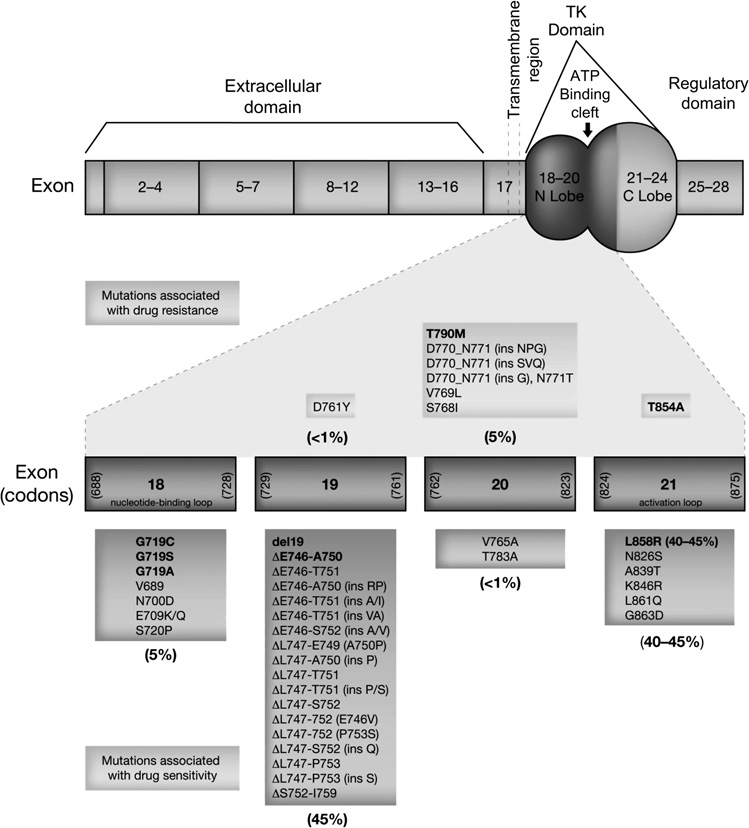 TK
Domain
Transmembrane
region
ATP
Binding
cleft
Extracellular
domain
Regulatory
domain
Exon
2–4
5–7
8–12
13–16
17
18–20
N Lobe
21–24
C Lobe
25–28
Mutations associated
with drug resistance
T790M
D770_N771 (ins NPG)
D770_N771 (ins SVQ)
D770_N771 (ins G), N771T
V769L
S768I
D761Y
T854A
(<1%)
(5%)
Exon
(codons)
(688)
18
nucleotide-binding loop
(728)
(729)
19
(761)
(762)
20
(823)
(824)
21
activation loop
(875)
G719C
G719S
G719A
V689
N700D
E709K/Q
S720P
(5%)
del19
ΔE746-A750
ΔE746-T751
ΔE746-A750 (ins RP)
ΔE746-T751 (ins A/I)
ΔE746-T751 (ins VA)
ΔE746-S752 (ins A/V)
ΔL747-E749 (A750P)
ΔL747-A750 (ins P)
ΔL747-T751
ΔL747-T751 (ins P/S)
ΔL747-S752
ΔL747-752 (E746V)
ΔL747-752 (P753S)
ΔL747-S752 (ins Q)
ΔL747-P753
ΔL747-P753 (ins S)
ΔS752-I759
(45%)
V765A
T783A
(<1%)
L858R (40–45%)
N826S
A839T
K846R
L861Q
G863D
(40–45%)
Mutations associated
with drug sensitivity